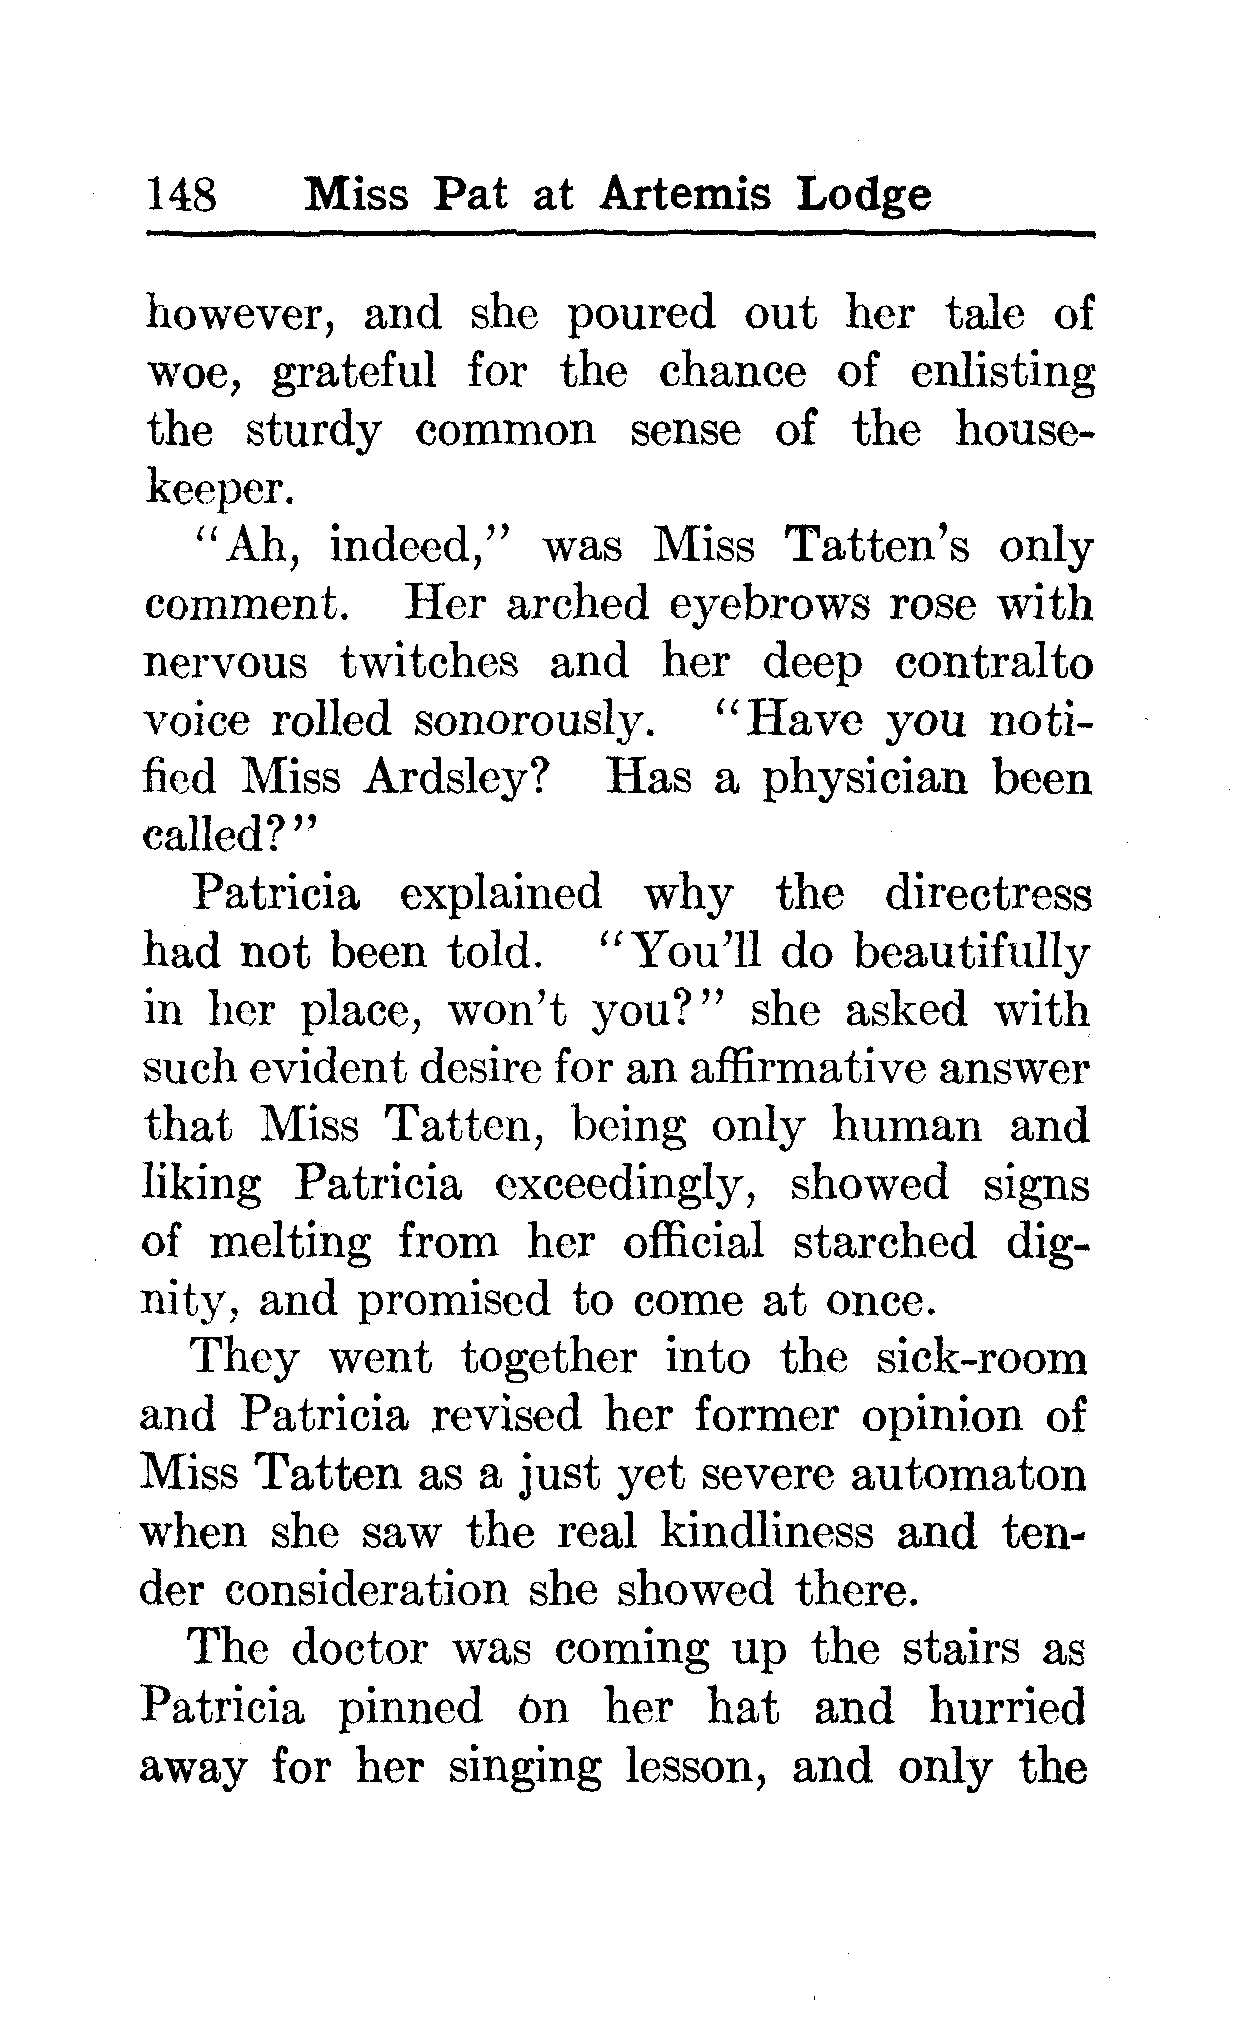 148 Miss Pat at Artemis Lodge
however, and she poured out her tale of
woe, grateful for the chance of enlisting
the sturdy common sense of the house-
keeper.
"Ah, indeed," was Miss Tatten's only
comment. Her arched eyebrows rose with
nervous twitches and her deep contralto
voice rolled sonorously. "Have you noti-
fied Miss Ardsley? Has a physician been
called?"
Patricia explained why the directress
had not been told. "You'll do beautifully
in her place, won't you?" she asked with
such evident desire for an affirmative answer
that Miss Tatten, being only human and
liking Patricia exceedingly, showed signs
of melting from her official starched dig-
nity, and promised to come at once.
They went together into the sick-room
and Patricia revised her former opinion of
Miss Tatten as a just yet severe automaton
when she saw the real kindliness and ten-
der consideration she showed there.
The doctor was coming up the stairs as
Patricia pinned on her hat and hurried
away for her singing lesson, and only the